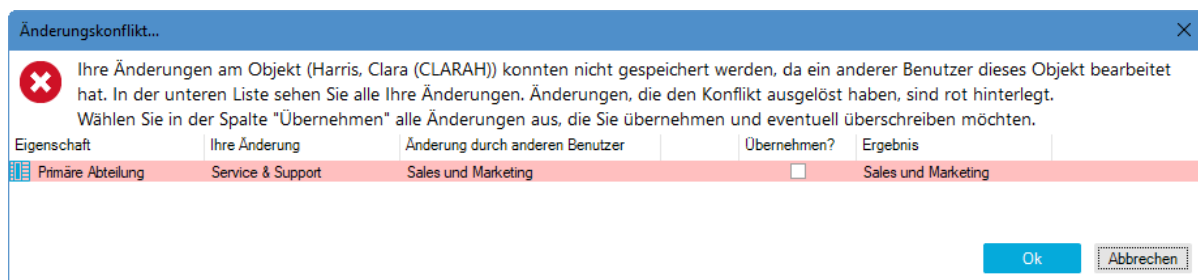 Änderungskonflikt...
Ihre Änderungen am Objekt (Harris, Clara (CLARAH)) konnten nicht gespeichert werden, da ein anderer Benutzer dieses Objekt bearbeitet
hat. In der unteren Liste sehen Sie alle Ihre Änderungen. Änderungen, die den Konflikt ausgelöst haben, sind rot hinterlegt.
Wählen Sie in der Spalte "Übernehmen" alle Änderungen aus, die Sie übernehmen und eventuell überschreiben möchten.
Eigenschaft Ihre Änderung Änderung durch anderen Benutzer Übernehmen? Ergebnis
Primäre Abteilung Service & Support Sales und Marketing Sales und Marketing
Ok Abbrechen